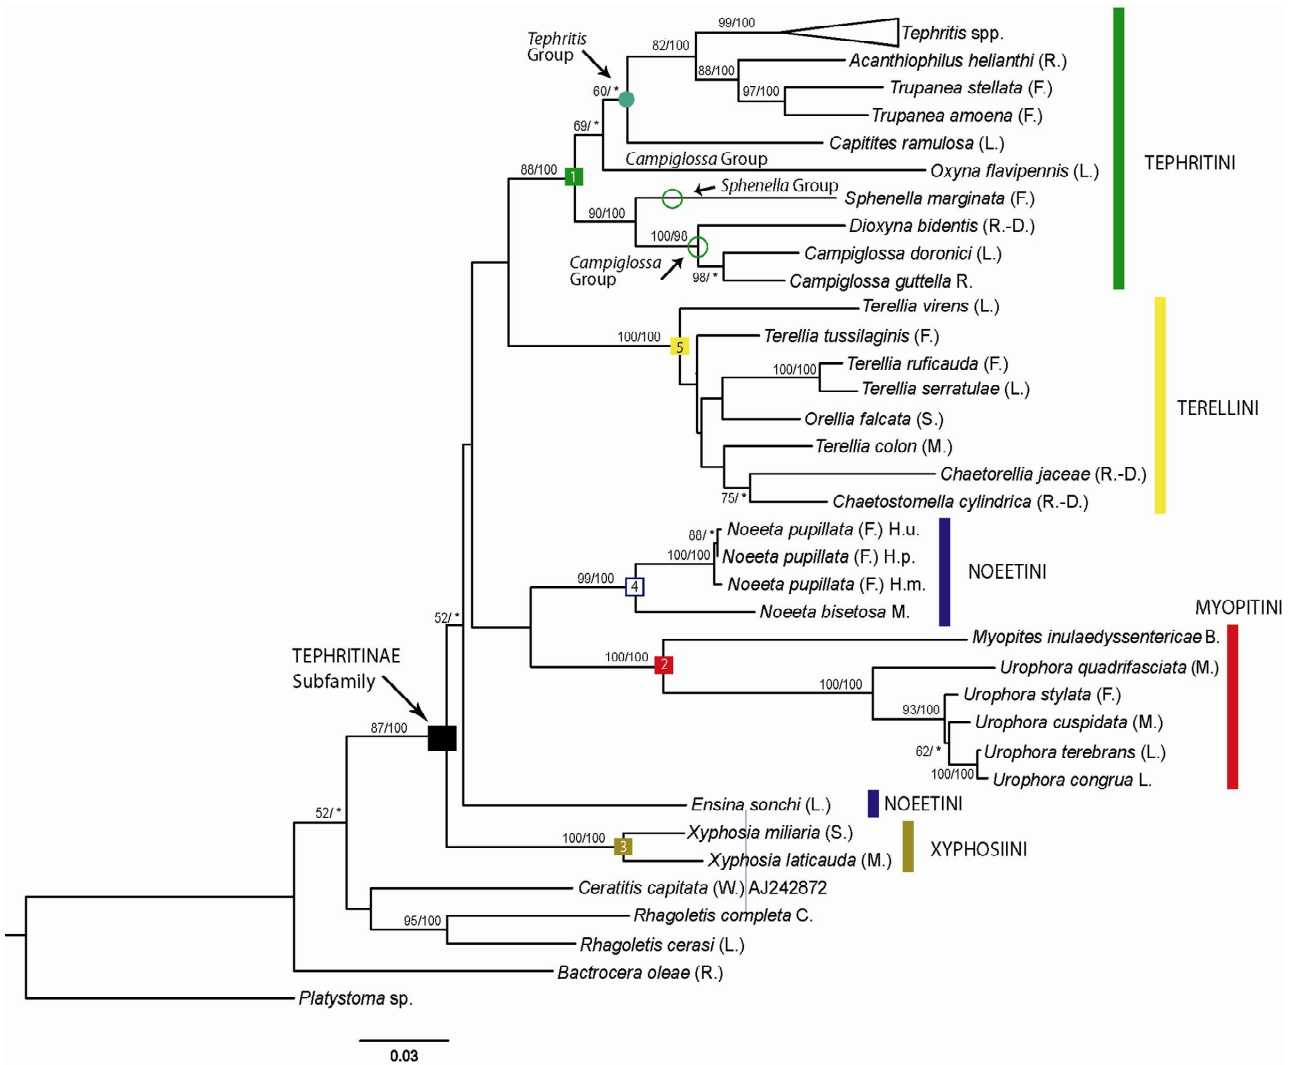 99/100
Tephritis spp.
Tephritis
Group
82/100
Acanthiophilus helianthi (R.)
88/100
Trupanea stellata (F.)
97/100
60/ *
Trupanea amoena (F.)
69/ *
Capitites ramulosa (L.)
Campiglossa Group
TEPHRITINI
88/100
1
Oxyna flavipennis (L.)
Sphenella Group
Sphenella marginata (F.)
90/100
Dioxyna bidentis (R.-D.)
100/98
Campiglossa doronici (L.)
Campiglossa
Group
98/ *
Campiglossa guttella R.
Terellia virens (L.)
100/100
5
Terellia tussilaginis (F.)
Terellia ruficauda (F.)
100/100
Terellia serratulae (L.)
TERELLINI
Orellia falcata (S.)
Terellia colon (M.)
Chaetorellia jaceae (R.-D.)
75/ *
Chaetostomella cylindrica (R.-D.)
88/ *
Noeeta pupillata (F.) H.u.
100/100
Noeeta pupillata (F.) H.p.
NOEETINI
99/100
4
Noeeta pupillata (F.) H.m.
Noeeta bisetosa M.
MYOPITINI
52/ *
Myopites inulaedyssentericae B.
TEPHRITINAE
Subfamily
100/100
2
Urophora quadrifasciata (M.)
100/100
Urophora stylata (F.)
93/100
Urophora cuspidata (M.)
87/100
62/ *
Urophora terebrans (L.)
100/100
Urophora congrua L.
52/ *
Ensina sonchi (L.)
NOEETINI
Xyphosia miliaria (S.)
100/100
3
XYPHOSIINI
Xyphosia laticauda (M.)
Ceratitis capitata (W.) AJ242872
95/100
Rhagoletis completa C.
Rhagoletis cerasi (L.)
Bactrocera oleae (R.)
Platystoma sp.
0.03